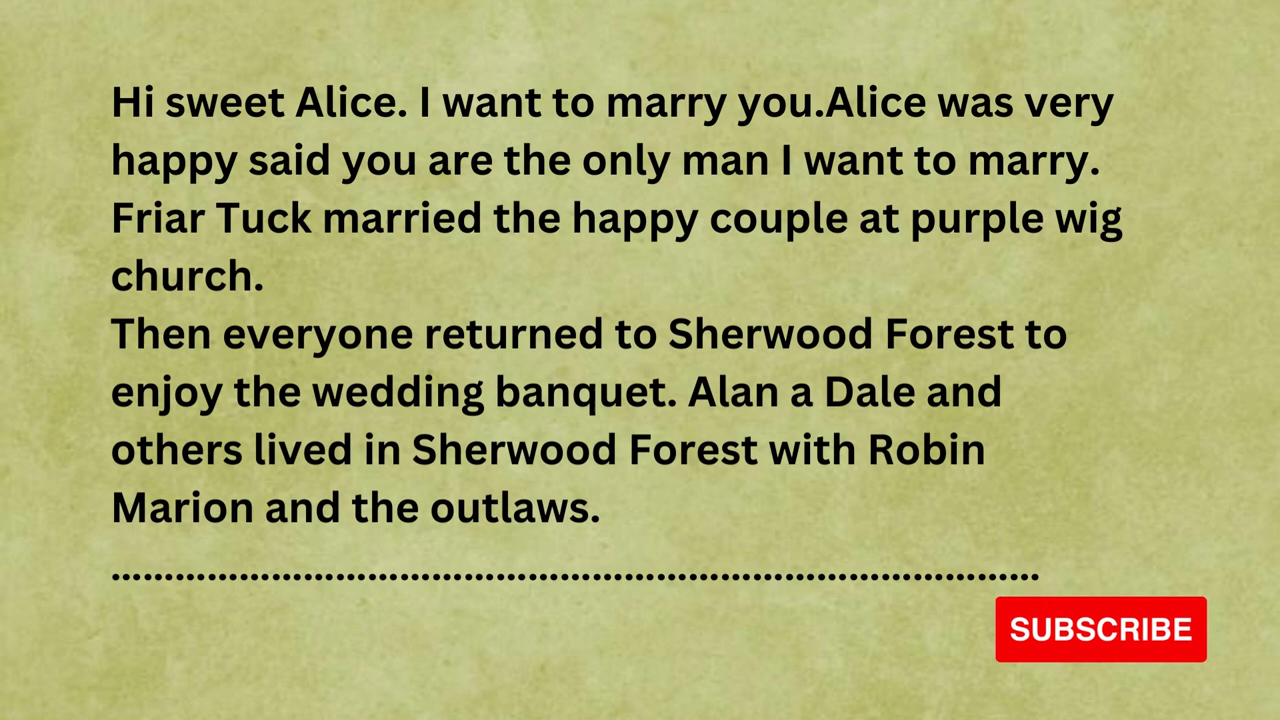 Hi sweet Alice. I want to marry you.Alice was very
happy said you are the only man I want to marry.
Friar Tuck married the happy couple at purple wig
church.
Then everyone returned to Sherwood Forest to
enjoy the wedding banquet. Alan a Dale and
others lived in Sherwood Forest with Robin
Marion and the outlaws.
.......................................................................................
SUBSCRIBE